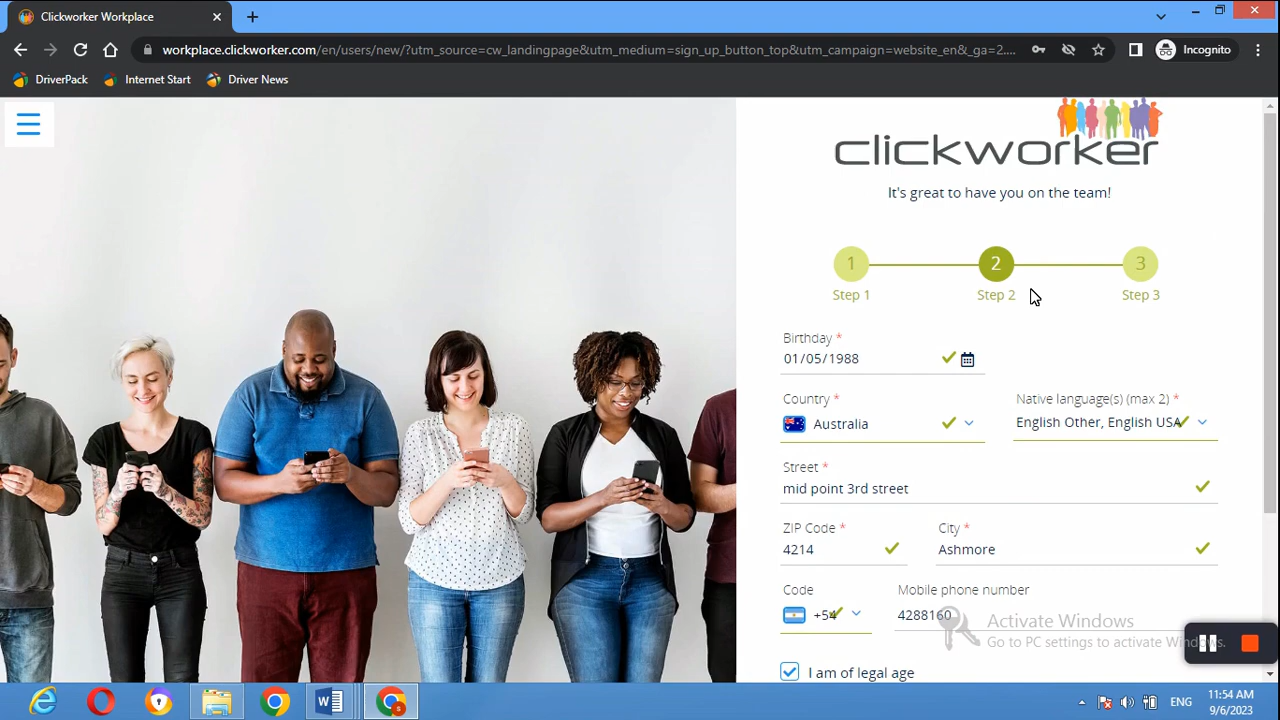 Clickworker Workplace
workplace.clickworker.com/en/users/new/?utm_source=cw_landingpage&utm_medium=sign_up_button_top&utm_campaign=website_en&_ga=2....
Incognito
DriverPack
Internet Start
Driver News
clickworker
It's great to have you on the team!
1
2
3
Step 1
Step 2
Step 3
Birthday *
01/05/1988
Country *
Native language(s) (max 2) *
Australia
English Other, English USA
Street *
mid point 3rd street
ZIP Code *
City *
4214
Ashmore
Code
Mobile phone number
+54
4288160
Activate Windows
Go to PC settings to activate Windows.
I am of legal age
ENG
11:54 AM
9/6/2023